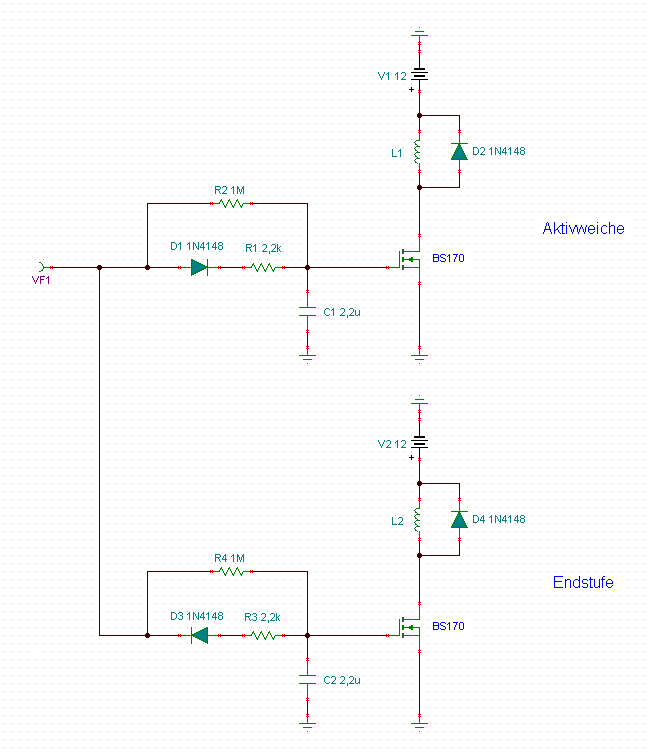 V1 12
+
L1
D2 1N4148
R2 1M
D1 1N4148
R1 2,2k
Aktivweiche
BS170
VF1
C1 2,2u
V2 12
+
L2
D4 1N4148
R4 1M
Endstufe
D3 1N4148
R3 2,2k
BS170
C2 2,2u